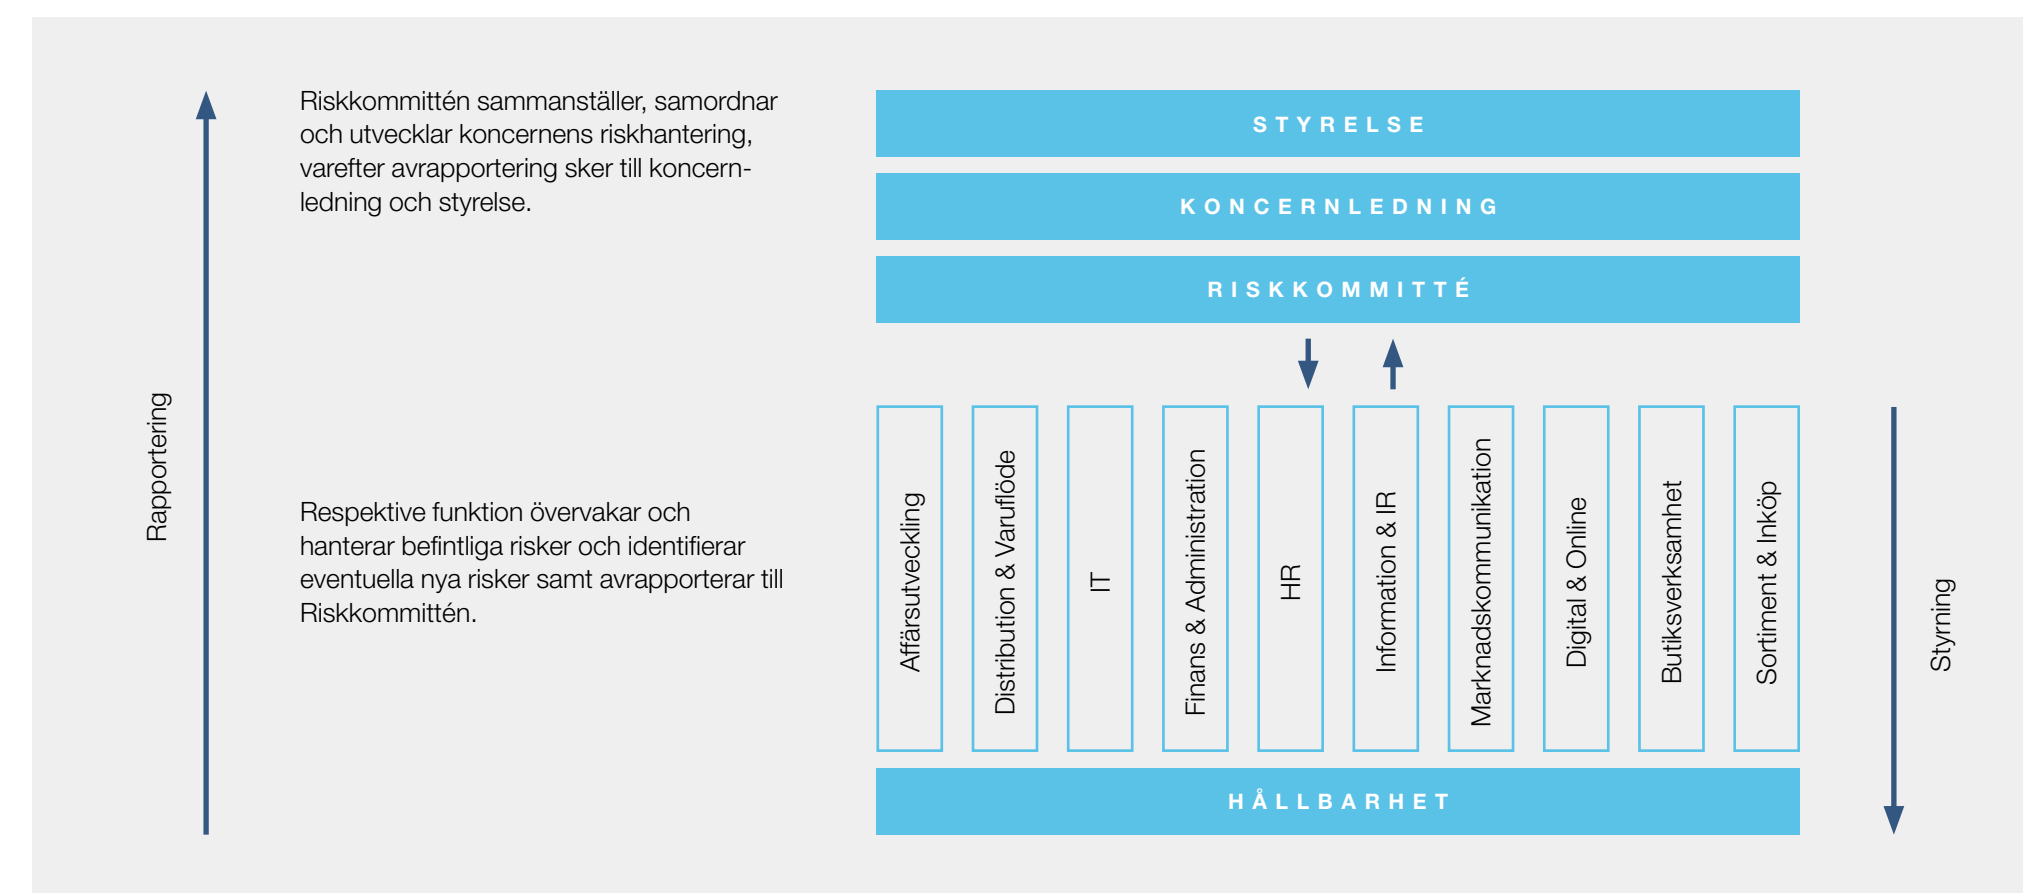 Riskkommittén sammanställer, samordnar
och utvecklar koncernens riskhantering,
varefter avrapportering sker till koncern-
ledning och styrelse.
Rapportering
Respektive funktion övervakar och
hanterar befintliga risker och identifierar
eventuella nya risker samt avrapporterar till
Riskkommittén.
STYRELSE
KONCERNLEDNING
RISKKOMMITTÉ
Affärsutveckling
Distribution & Varuflöde
IT
Finans & Administration
HR
Information & IR
Marknadskommunikation
Digital & Online
Butiksverksamhet
Sortiment & Inköp
HÅLLBARHET
Styrning